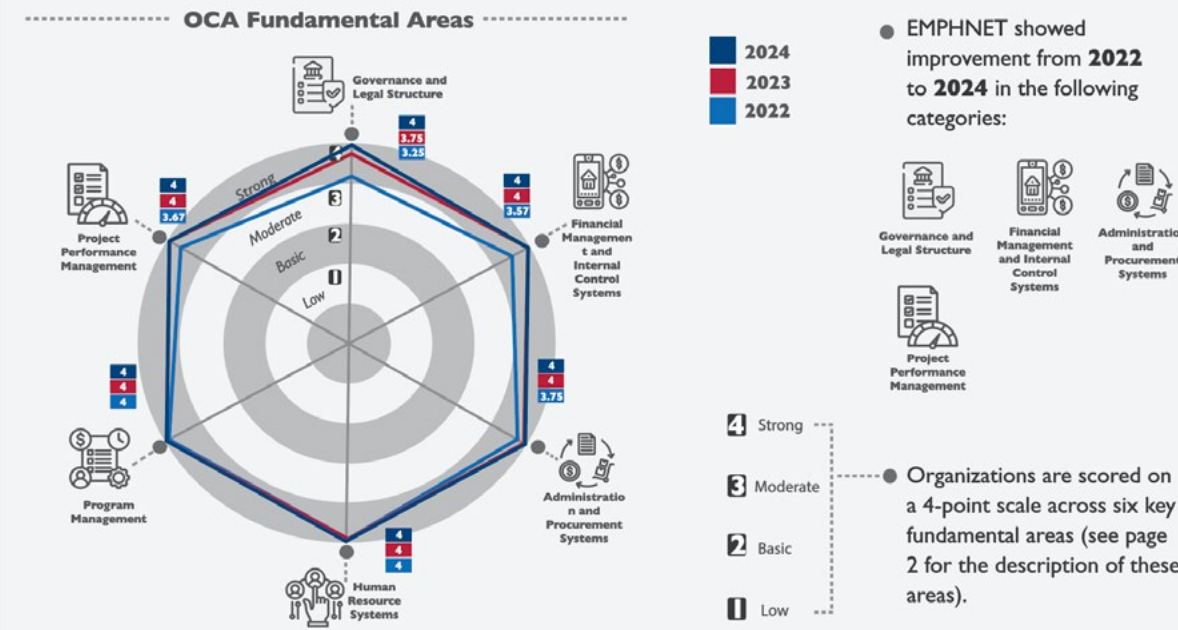 OCA Fundamental Areas
Governance and
Legal Structure
4
3.75
3.25
4
4
3.57
Financial
Managemen
t and
Internal
Control
Systems
4
4
3.75
Administratio
n and
Procurement
Systems
4
4
4
Human
Resource
Systems
4
4
4
Program
Management
4
4
3.67
Project
Performance
Management
4
Strong
3
Moderate
2
Basic
1
Low
2024
2023
2022
EMPHNET showed
improvement from 2022
to 2024 in the following
categories:
Governance and
Legal Structure
Financial
Management
and Internal
Control
Systems
Administratio
and
Procurement
Systems
Project
Performance
Management
4 Strong
3 Moderate
2 Basic
1 Low
Organizations are scored on
a 4-point scale across six key
fundamental areas (see page
2 for the description of these
areas).